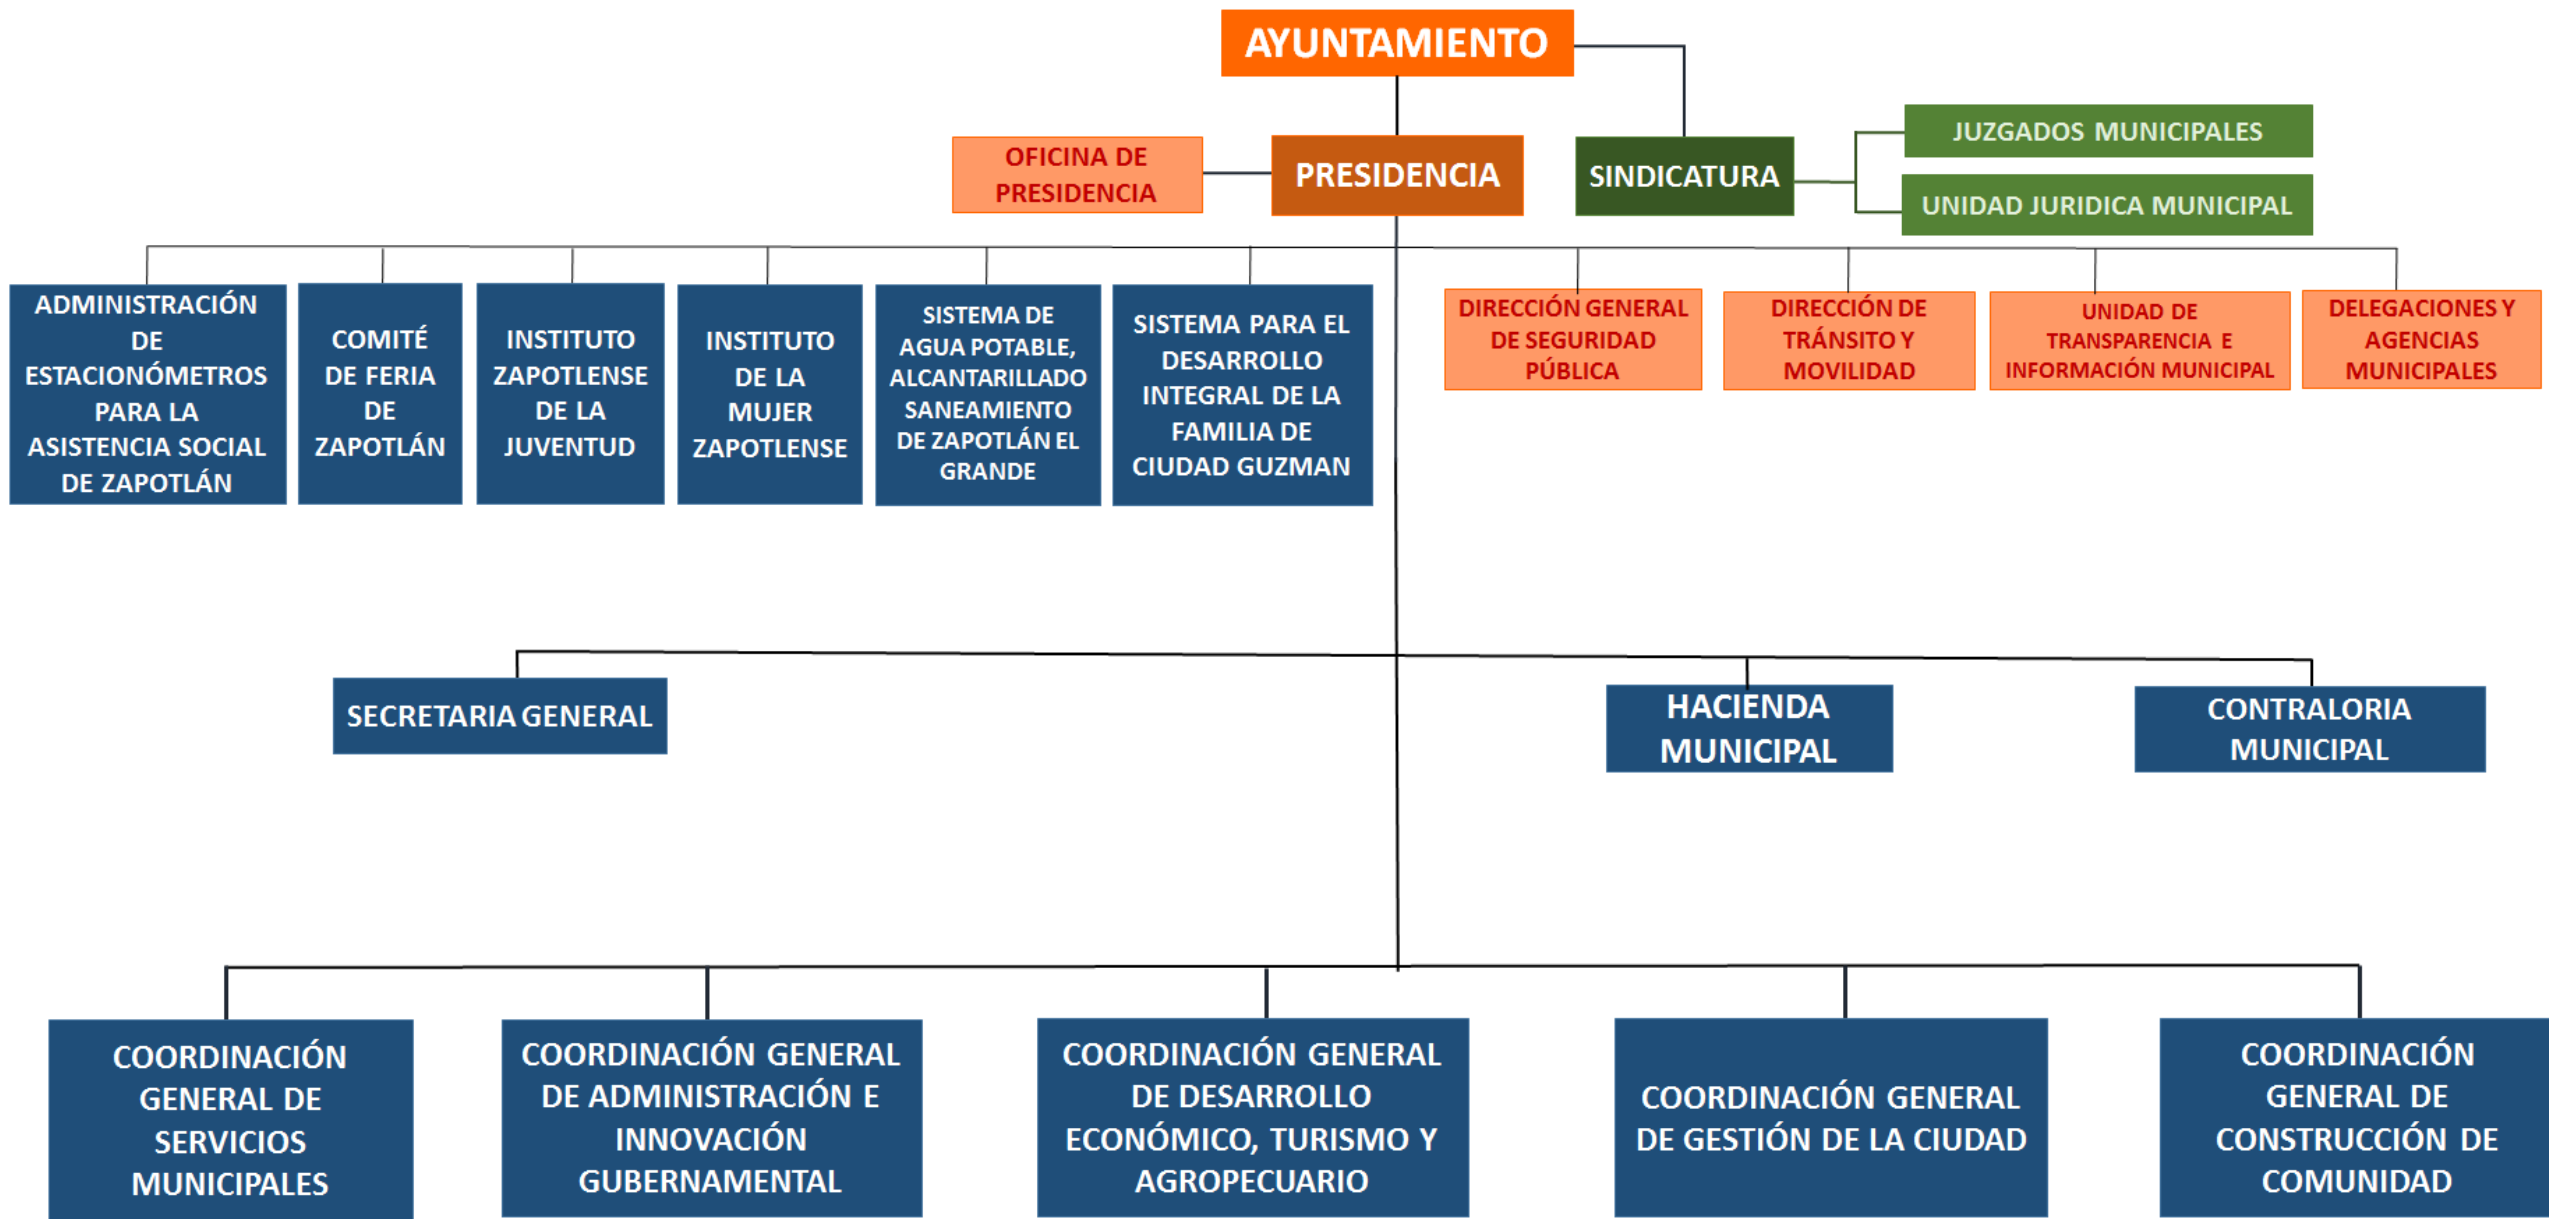 AYUNTAMIENTO
OFICINA DE
PRESIDENCIA
PRESIDENCIA
SINDICATURA
JUZGADOS MUNICIPALES
UNIDAD JURIDICA MUNICIPAL
ADMINISTRACIÓN
DE
ESTACIONÓMETROS
PARA LA
ASISTENCIA SOCIAL
DE ZAPOTLÁN
COMITÉ
DE FERIA
DE
ZAPOTLÁN
INSTITUTO
ZAPOTLENSE
DE LA
JUVENTUD
INSTITUTO
DE LA
MUJER
ZAPOTLENSE
SISTEMA DE
AGUA POTABLE,
ALCANTARILLADO
SANEAMIENTO
DE ZAPOTLÁN EL
GRANDE
SISTEMA PARA EL
DESARROLLO
INTEGRAL DE LA
FAMILIA DE
CIUDAD GUZMAN
DIRECCIÓN GENERAL
DE SEGURIDAD
PÚBLICA
DIRECCIÓN DE
TRÁNSITO Y
MOVILIDAD
UNIDAD DE
TRANSPARENCIA E
INFORMACIÓN MUNICIPAL
DELEGACIONES Y
AGENCIAS
MUNICIPALES
SECRETARIA GENERAL
HACIENDA
MUNICIPAL
CONTRALORIA
MUNICIPAL
COORDINACIÓN
GENERAL DE
SERVICIOS
MUNICIPALES
COORDINACIÓN GENERAL
DE ADMINISTRACIÓN E
INNOVACIÓN
GUBERNAMENTAL
COORDINACIÓN GENERAL
DE DESARROLLO
ECONÓMICO, TURISMO Y
AGROPECUARIO
COORDINACIÓN GENERAL
DE GESTIÓN DE LA CIUDAD
COORDINACIÓN
GENERAL DE
CONSTRUCCIÓN DE
COMUNIDAD